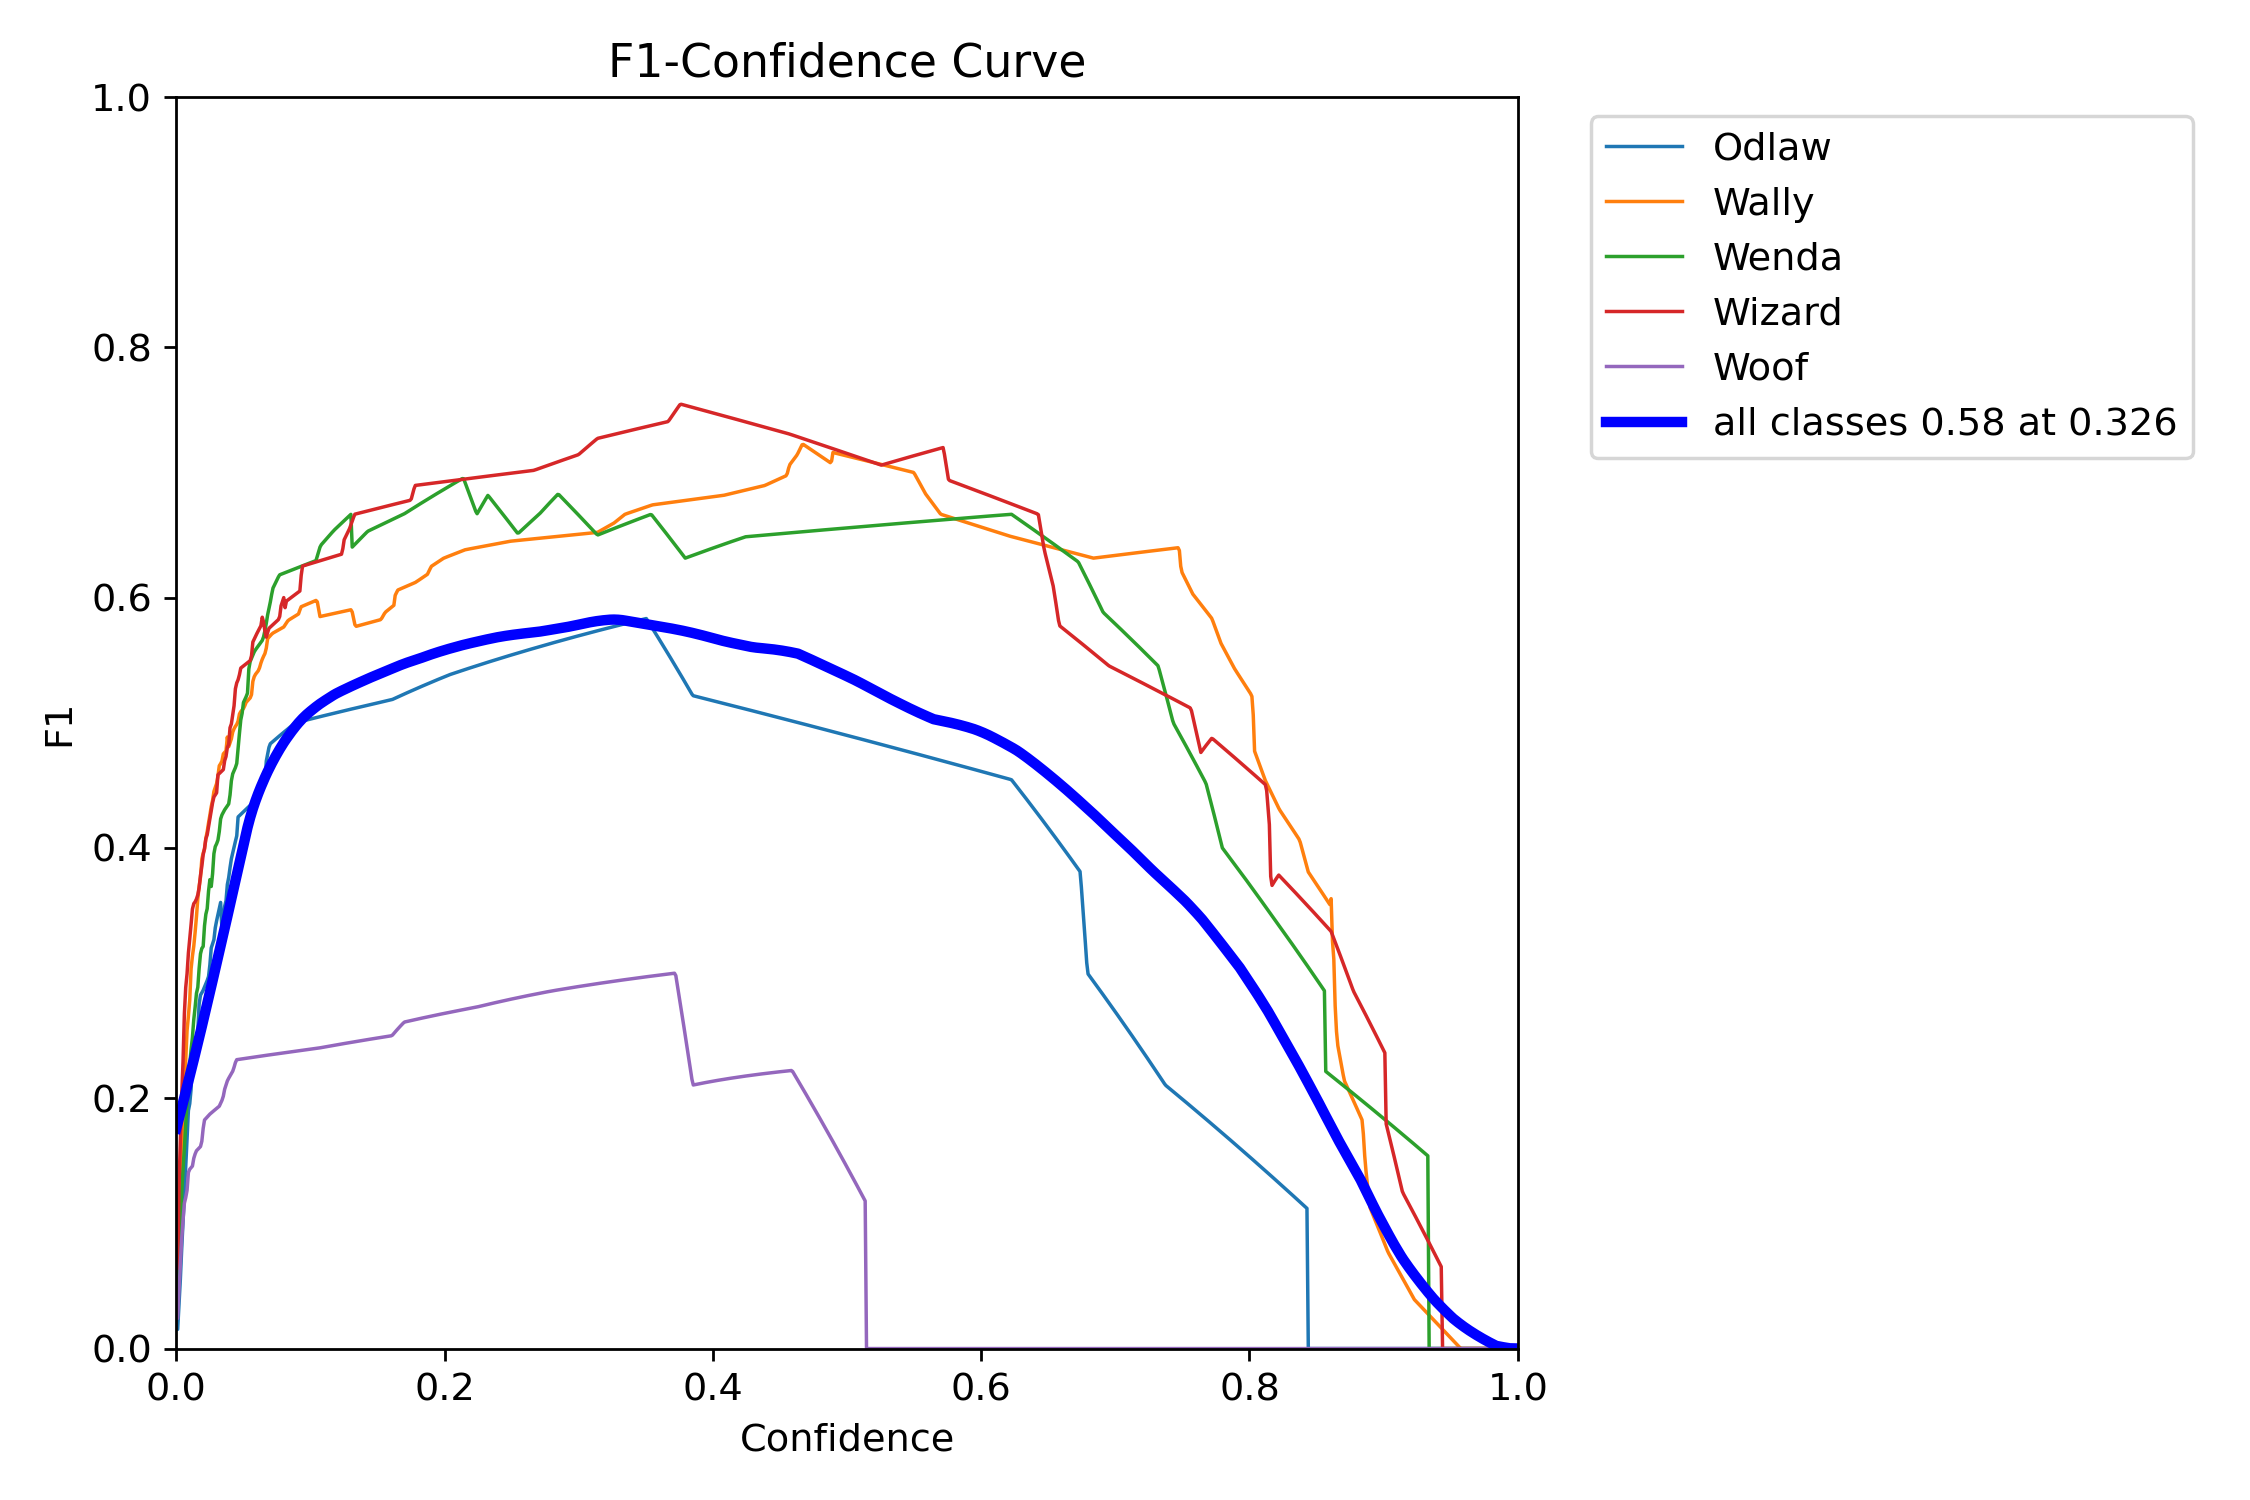 F1-Confidence Curve
1.0
0.8
0.6
0.4
0.2
0.0
F1
0.0 0.2 0.4 0.6 0.8 1.0
Confidence
Odlaw
Wally
Wenda
Wizard
Woof
all classes 0.58 at 0.326